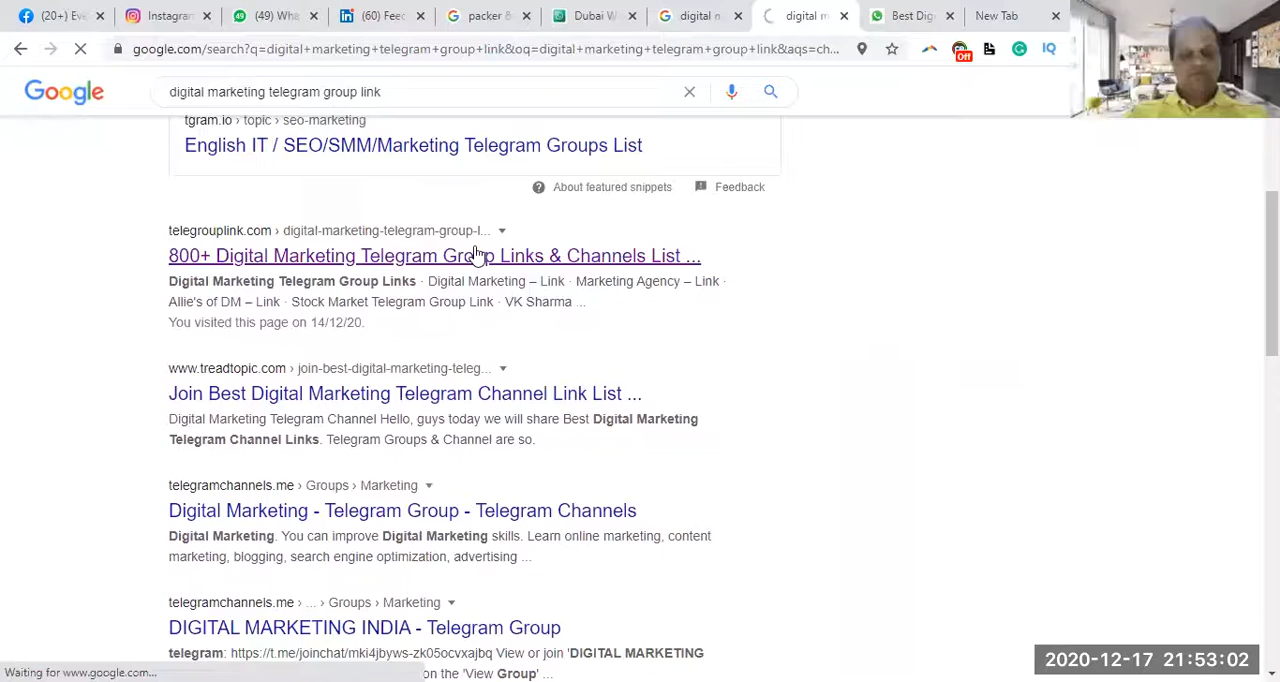 (20+) Eve
Instagram
(49) Wha
(60) Feed
packer &
Dubai W
digital n
digital m
Best Dig
New Tab
google.com/search?q=digital+marketing+telegram+group+link&oq=digital+marketing+telegram+group+link&aqs=ch...
Off
IQ
Google
digital marketing telegram group link
tgram.io › topic › seo-marketing
English IT / SEO/SMM/Marketing Telegram Groups List
About featured snippets
Feedback
telegrouplink.com › digital-marketing-telegram-group-l...
800+ Digital Marketing Telegram Group Links & Channels List ...
Digital Marketing Telegram Group Links · Digital Marketing – Link · Marketing Agency – Link ·
Allie's of DM – Link · Stock Market Telegram Group Link · VK Sharma ...
You visited this page on 14/12/20.
www.treadtopic.com › join-best-digital-marketing-teleg...
Join Best Digital Marketing Telegram Channel Link List ...
Digital Marketing Telegram Channel Hello, guys today we will share Best Digital Marketing
Telegram Channel Links. Telegram Groups & Channel are so.
telegramchannels.me › Groups › Marketing
Digital Marketing - Telegram Group - Telegram Channels
Digital Marketing. You can improve Digital Marketing skills. Learn online marketing, content
marketing, blogging, search engine optimization, advertising ...
telegramchannels.me › ... › Groups › Marketing
DIGITAL MARKETING INDIA - Telegram Group
telegram: https://t.me/joinchat/mki4jbyws-zk05ocvxajbq View or join 'DIGITAL MARKETING
on the 'View Group' ...
Waiting for www.google.com...
2020-12-17 21:53:02